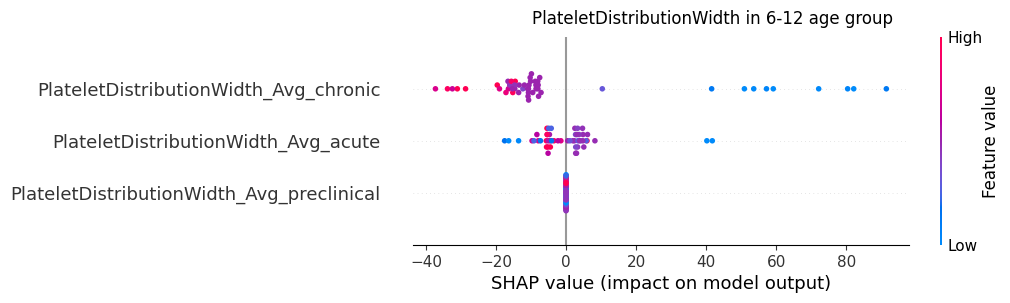 PlateletDistributionWidth in 6-12 age group
High
PlateletDistributionWidth_Avg_chronic
PlateletDistributionWidth_Avg_acute
PlateletDistributionWidth_Avg_preclinical
Feature value
Low
−40 −20 0 20 40 60 80
SHAP value (impact on model output)